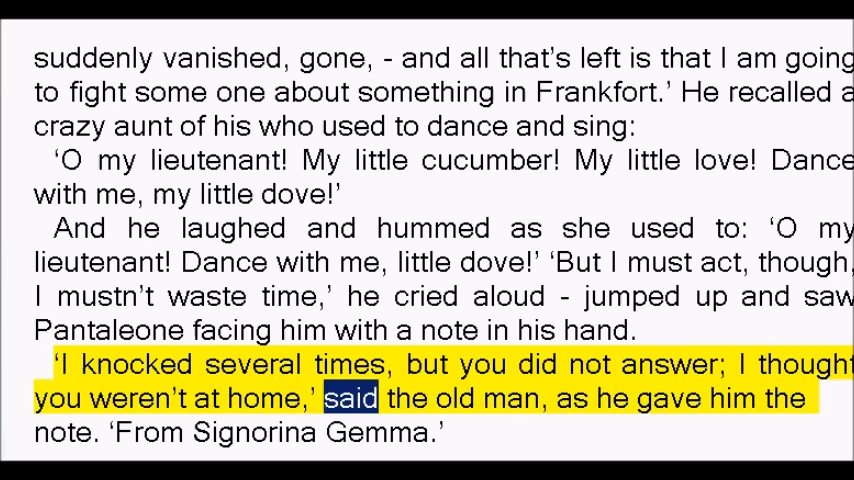 suddenly vanished, gone, - and all that’s left is that I am going
to fight some one about something in Frankfort.’ He recalled a
crazy aunt of his who used to dance and sing:
‘O my lieutenant! My little cucumber! My little love! Dance
with me, my little dove!’
And he laughed and hummed as she used to: ‘O my
lieutenant! Dance with me, little dove!’ ‘But I must act, though,
I mustn’t waste time,’ he cried aloud - jumped up and saw
Pantaleone facing him with a note in his hand.
‘I knocked several times, but you did not answer; I thought
you weren’t at home,’ said the old man, as he gave him the
note. ‘From Signorina Gemma.’